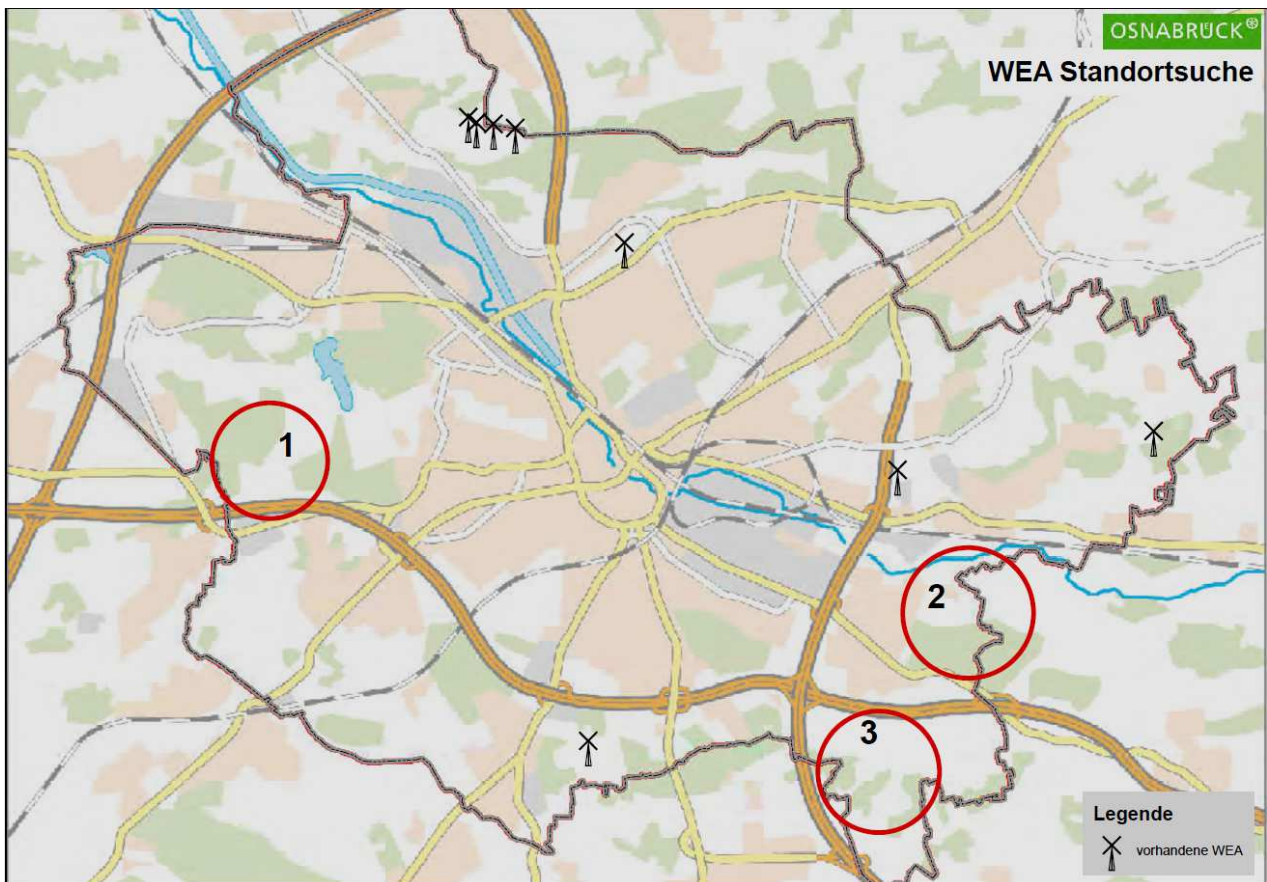 OSNABRÜCK®
WEA Standortsuche
1
2
3
Legende
vorhandene WEA